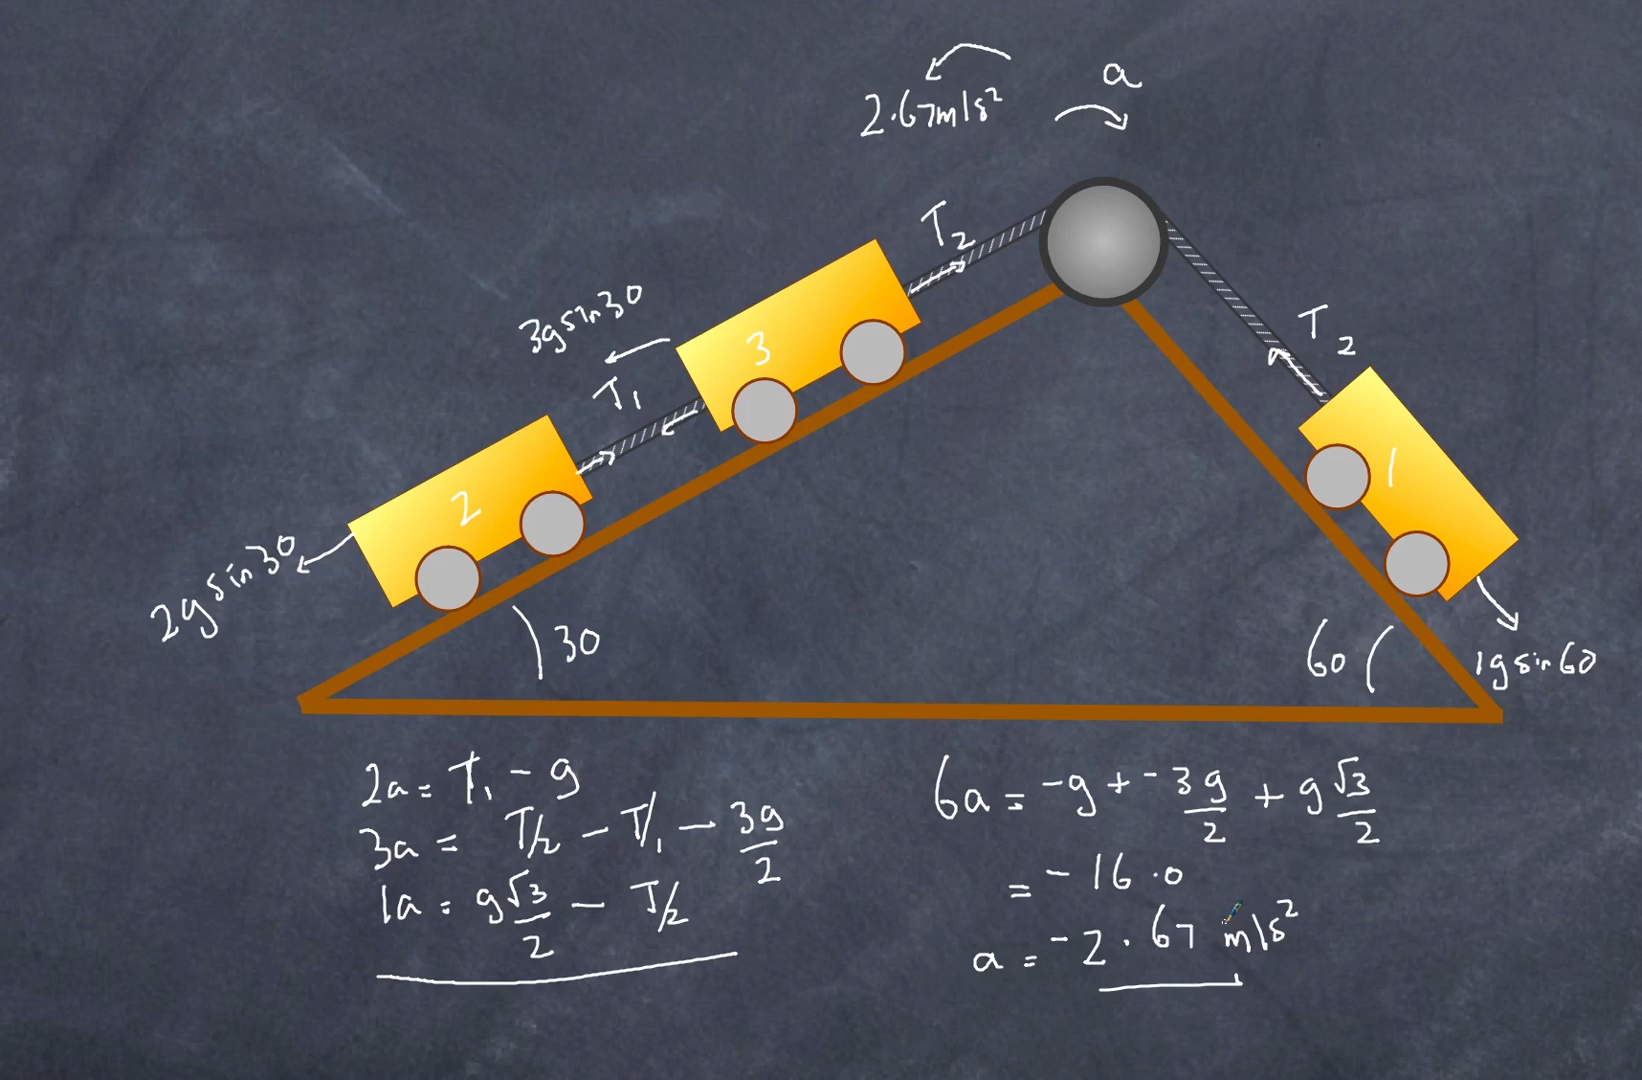 a
2.67m/s²
T₂
3gsin30
T₂
3
T₁
2
1
2gsin30
30
60
1gsin60
2a = T₁ - g
3a = T₂ - T₁ - 3g/2
1a = g√3/2 - T₂
6a = -g + -3g/2 + g√3/2
= -16.0
a = -2.67 m/s²